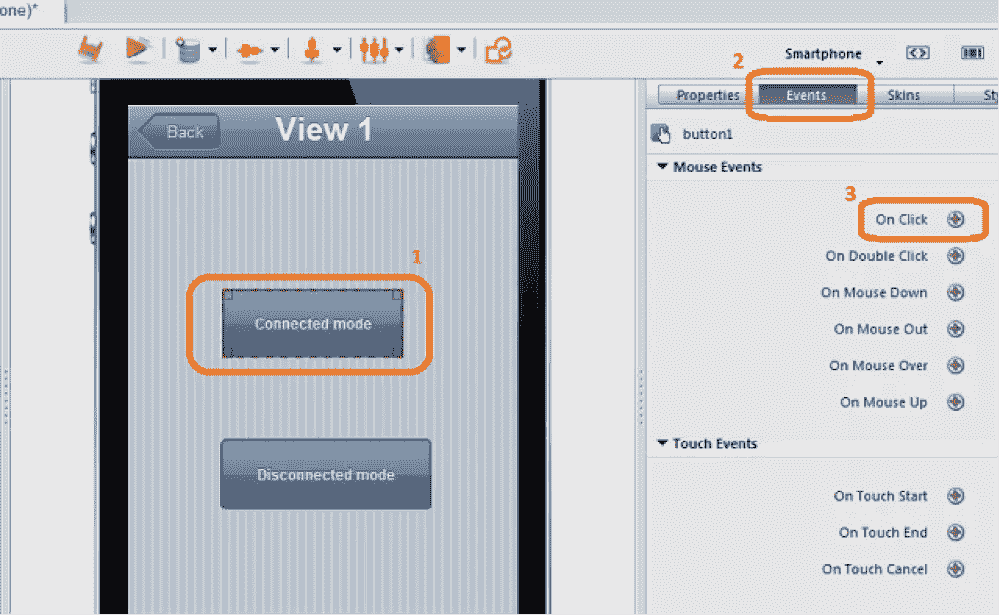 one)*
Smartphone
2
Properties
Events
Skins
St
Back
View 1
button1
Mouse Events
3
On Click
On Double Click
1
On Mouse Down
Connected mode
On Mouse Out
On Mouse Over
On Mouse Up
Touch Events
Disconnected mode
On Touch Start
On Touch End
On Touch Cancel